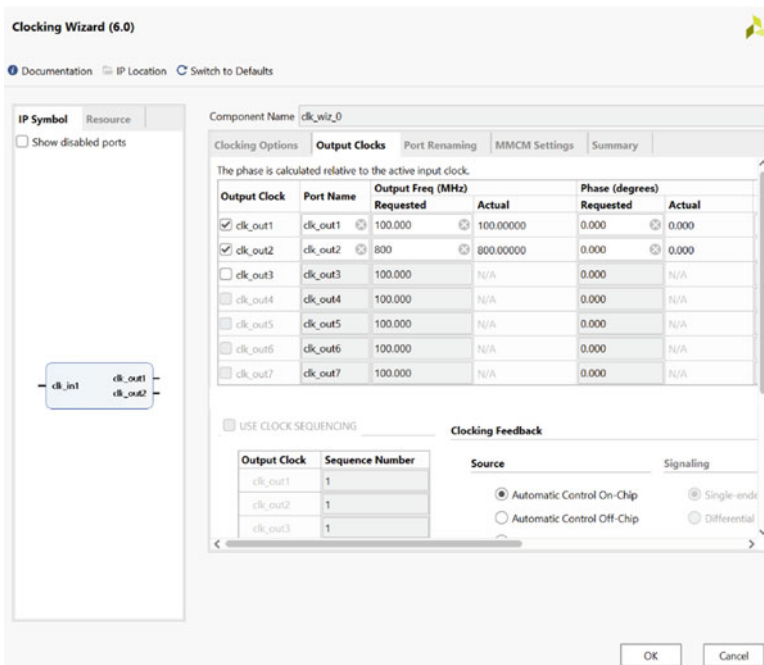 Clocking Wizard (6.0)
Documentation IP Location Switch to Defaults
IP Symbol Resource
Show disabled ports
clk_in1
clk_out1
clk_out2
Component Name clk_wiz_0
Clocking Options Output Clocks Port Renaming MMCM Settings Summary
The phase is calculated relative to the active input clock.
Output Clock Port Name Output Freq (MHz) Phase (degrees)
Requested Actual Requested Actual
clk_out1 clk_out1 100.000 100.00000 0.000 0.000
clk_out2 clk_out2 800 800.00000 0.000 0.000
clk_out3 clk_out3 100.000 N/A 0.000 N/A
clk_out4 clk_out4 100.000 N/A 0.000 N/A
clk_out5 clk_out5 100.000 N/A 0.000 N/A
clk_out6 clk_out6 100.000 N/A 0.000 N/A
clk_out7 clk_out7 100.000 N/A 0.000 N/A
USE CLOCK SEQUENCING
Output Clock Sequence Number
clk_out1 1
clk_out2 1
clk_out3 1
Clocking Feedback
Source Signaling
Automatic Control On-Chip Single-ende
Automatic Control Off-Chip Differential
OK Cancel